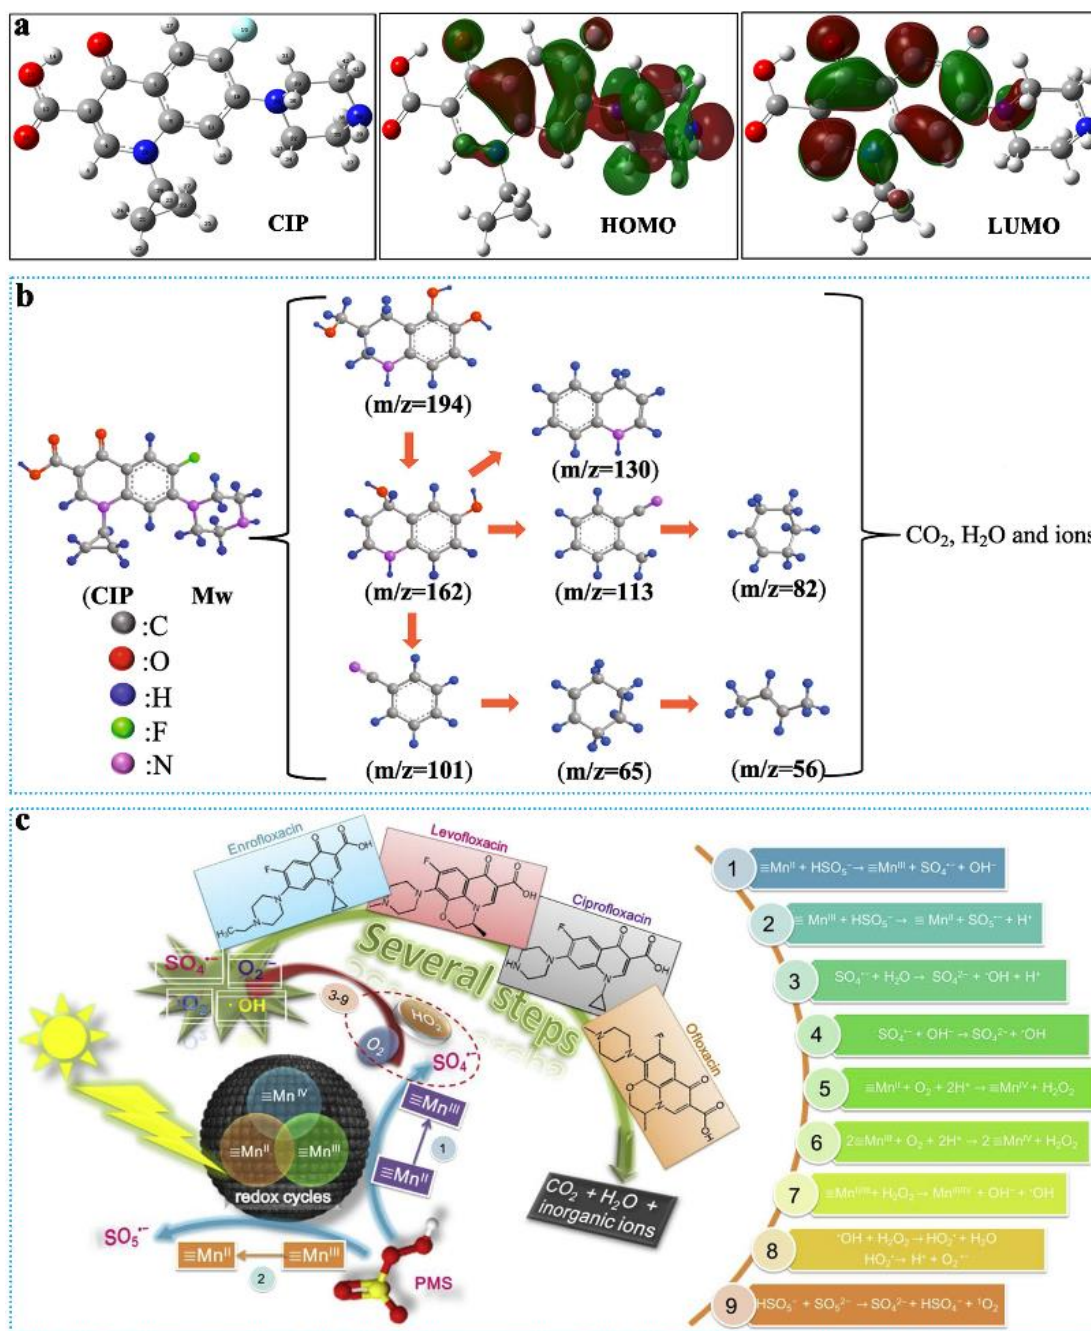 a
CIP
HOMO
LUMO
b
(m/z=194)
(m/z=130)
(m/z=162)
(m/z=113
(m/z=82)
(m/z=101)
(m/z=65)
(m/z=56)
(CIP Mw
:C
:O
:H
:F
:N
CO₂, H₂O and ions
c
Enrofloxacin
Levofloxacin
Ciprofloxacin
Ofloxacin
Several steps
SO₄•−
O₂•−
· OH
3-9
HO₂
O₂
SO₄•−
≡Mnᴵⱽ
≡Mnᴵᴵ
≡Mnᴵᴵᴵ
redox cycles
≡Mnᴵᴵᴵ
1
≡Mnᴵᴵ
SO₅•−
≡Mnᴵᴵ
≡Mnᴵᴵᴵ
2
PMS
CO₂ + H₂O +
inorganic ions
1 ≡Mnᴵᴵ + HSO₅⁻→ ≡Mnᴵᴵᴵ + SO₄•− + OH⁻
2 ≡ Mnᴵᴵᴵ + HSO₅⁻→ ≡ Mnᴵᴵ + SO₅•− + H⁺
3 SO₄•− + H₂O → SO₄²⁻ + •OH + H⁺
4 SO₄•− + OH⁻ → SO₄²⁻ + •OH
5 ≡Mnᴵᴵ + O₂ + 2H⁺ → ≡Mnᴵⱽ + H₂O₂
6 2≡Mnᴵᴵᴵ + O₂ + 2H⁺ → 2 ≡Mnᴵⱽ + H₂O₂
7
8 •OH + H₂O₂ → HO₂• + H₂O
HO₂• → H⁺ + O₂•−
9 HSO₅⁻ + SO₅²⁻ → SO₄²⁻ + HSO₄⁻ + ¹O₂